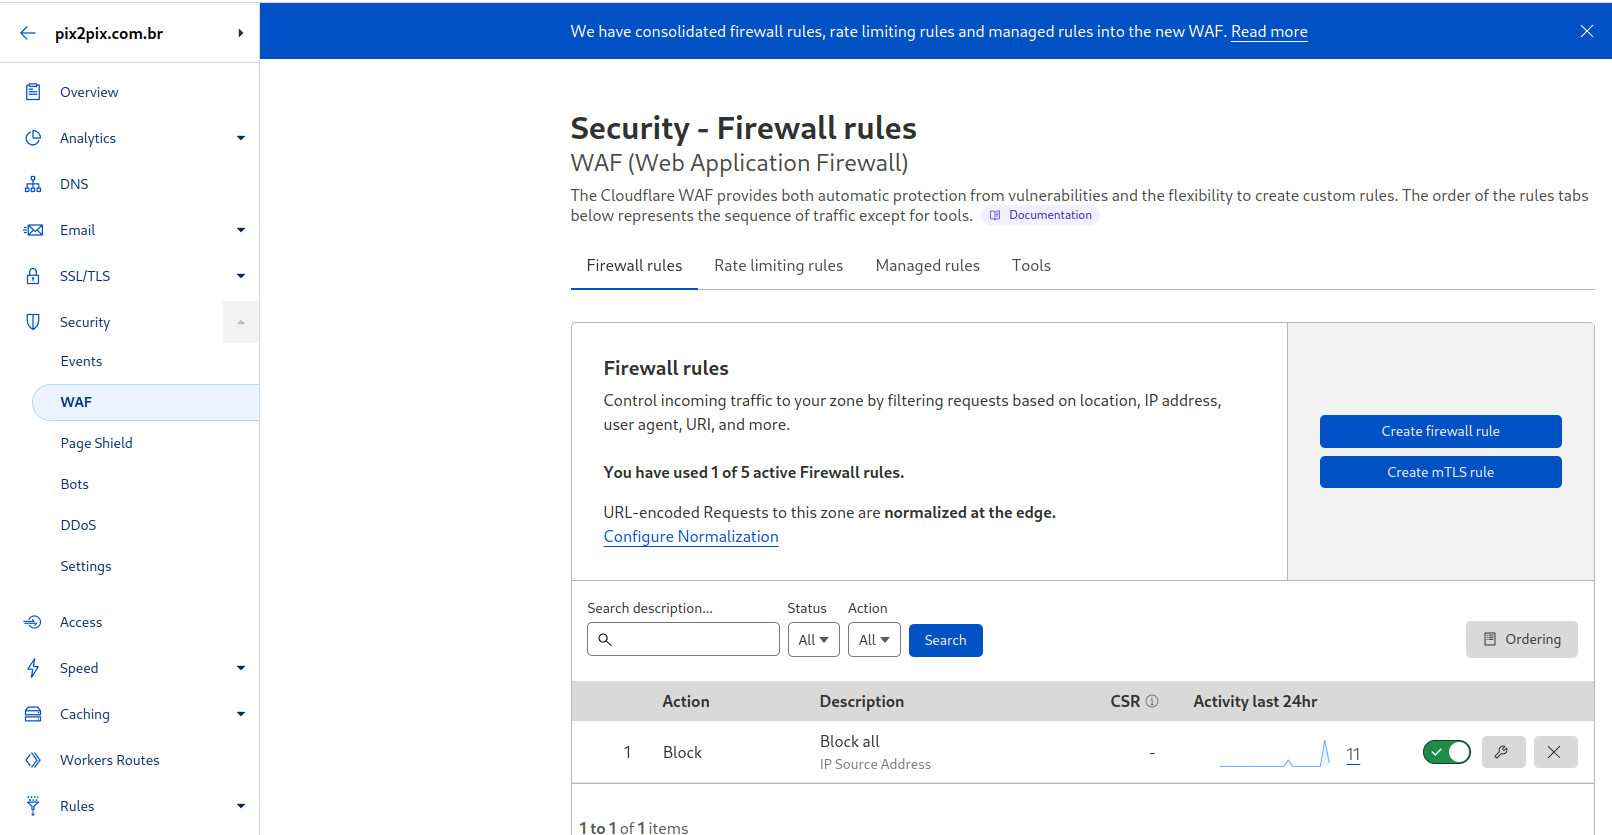 pix2pix.com.br
We have consolidated firewall rules, rate limiting rules and managed rules into the new WAF. Read more
Overview
Analytics
DNS
Email
SSL/TLS
Security
Events
WAF
Page Shield
Bots
DDoS
Settings
Access
Speed
Caching
Workers Routes
Rules
Security - Firewall rules
WAF (Web Application Firewall)
The Cloudflare WAF provides both automatic protection from vulnerabilities and the flexibility to create custom rules. The order of the rules tabs
below represents the sequence of traffic except for tools. Documentation
Firewall rules Rate limiting rules Managed rules Tools
Firewall rules
Control incoming traffic to your zone by filtering requests based on location, IP address,
user agent, URI, and more.
You have used 1 of 5 active Firewall rules.
URL-encoded Requests to this zone are normalized at the edge.
Configure Normalization
Create firewall rule
Create mTLS rule
Search description... Status Action
All All Search Ordering
Action Description CSR Activity last 24hr
1 Block Block all - 11
IP Source Address
1 to 1 of 1 items